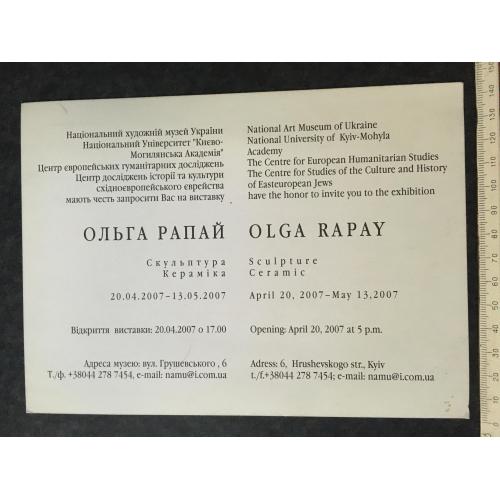 Національний художній музей України
Національний Університет "Києво-
Могилянська Академія"
Центр європейських гуманітарних досліджень
Центр досліджень історії та культури
східноєвропейського єврейства
мають честь запросити Вас на виставку
ОЛЬГА РАПАЙ
Скульптура
Кераміка
20.04.2007–13.05.2007
Відкриття виставки: 20.04.2007 о 17.00
Адреса музею: вул. Грушевського , 6
Т./ф. +38044 278 7454, e-mail: namu@i.com.ua
National Art Museum of Ukraine
National University of Kyiv-Mohyla
Academy
The Centre for European Humanitarian Studies
The Centre for Studies of the Culture and History
of Easteuropean Jews
have the honor to invite you to the exhibition
OLGA RAPAY
Sculpture
Ceramic
April 20, 2007–May 13,2007
Opening: April 20, 2007 at 5 p.m.
Adress: 6, Hrushevskogo str., Kyiv
t./f.+38044 278 7454; e-mail: namu@i.com.ua